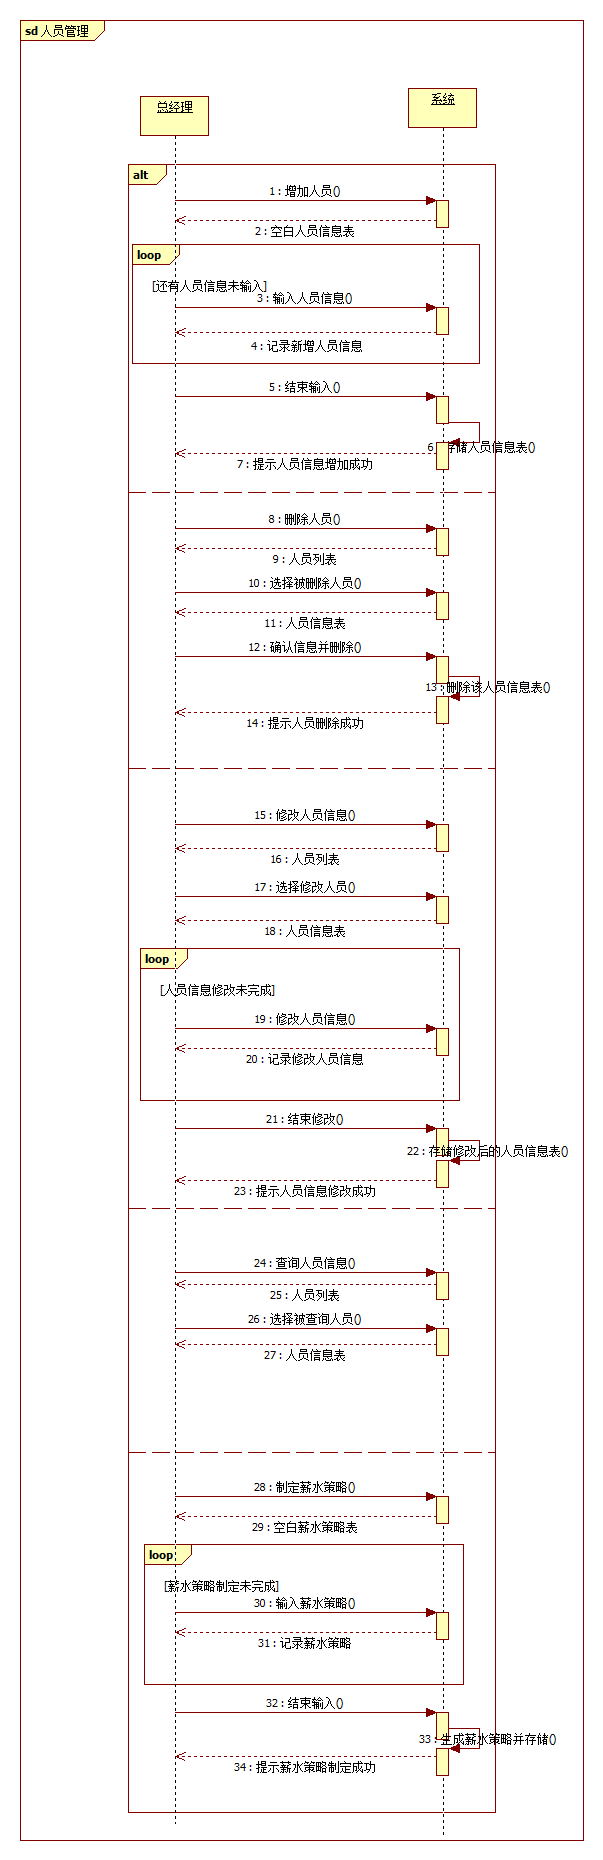 sd 人员管理
总经理
系统
alt
1 : 增加人员()
2 : 空白人员信息表
loop
[还有人员信息未输入]
3 : 输入人员信息()
4 : 记录新增人员信息
5 : 结束输入()
6 : 存储人员信息表()
7 : 提示人员信息增加成功
8 : 删除人员()
9 : 人员列表
10 : 选择被删除人员()
11 : 人员信息表
12 : 确认信息并删除()
13 : 删除该人员信息表()
14 : 提示人员删除成功
15 : 修改人员信息()
16 : 人员列表
17 : 选择修改人员()
18 : 人员信息表
loop
[人员信息修改未完成]
19 : 修改人员信息()
20 : 记录修改人员信息
21 : 结束修改()
22 : 存储修改后的人员信息表()
23 : 提示人员信息修改成功
24 : 查询人员信息()
25 : 人员列表
26 : 选择被查询人员()
27 : 人员信息表
28 : 制定薪水策略()
29 : 空白薪水策略表
loop
[薪水策略制定未完成]
30 : 输入薪水策略()
31 : 记录薪水策略
32 : 结束输入()
33 : 生成薪水策略并存储()
34 : 提示薪水策略制定成功